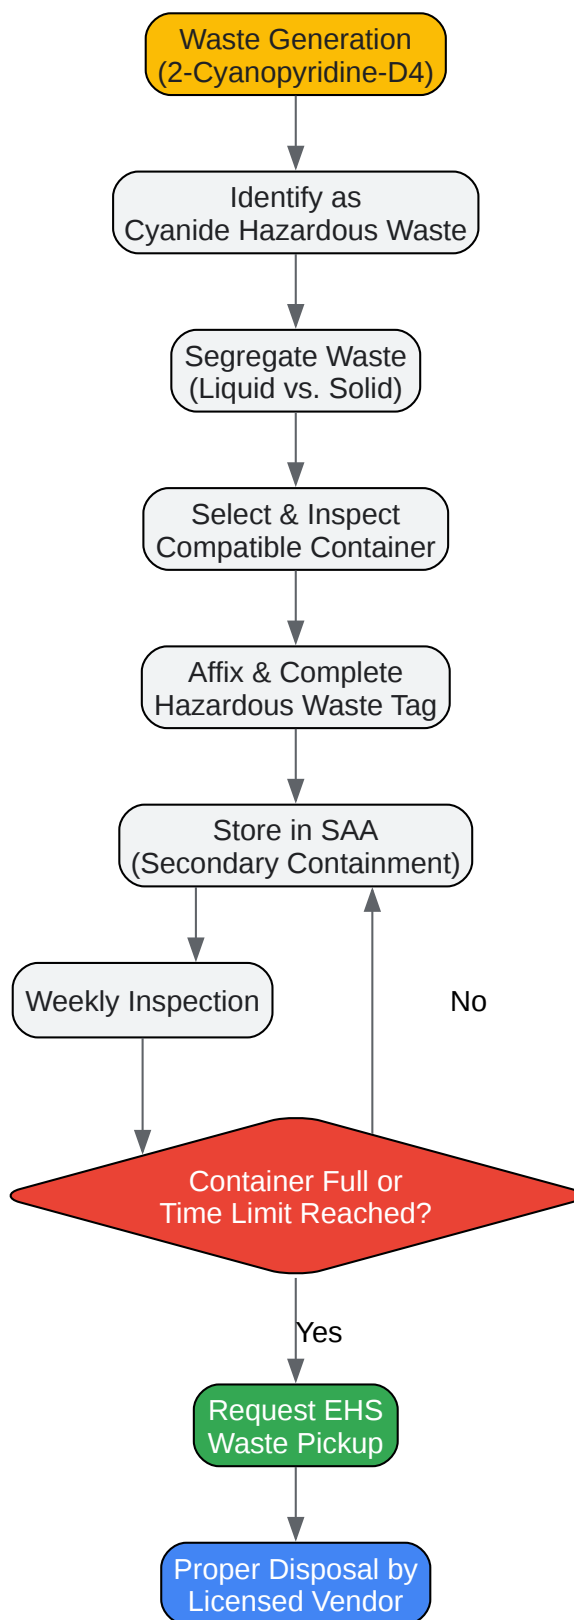 Waste Generation
(2-Cyanopyridine-D4)
Identify as
Cyanide Hazardous Waste
Segregate Waste
(Liquid vs. Solid)
Select & Inspect
Compatible Container
Affix & Complete
Hazardous Waste Tag
Store in SAA
(Secondary Containment)
Weekly Inspection
No
Container Full or
Time Limit Reached?
Yes
Request EHS
Waste Pickup
Proper Disposal by
Licensed Vendor